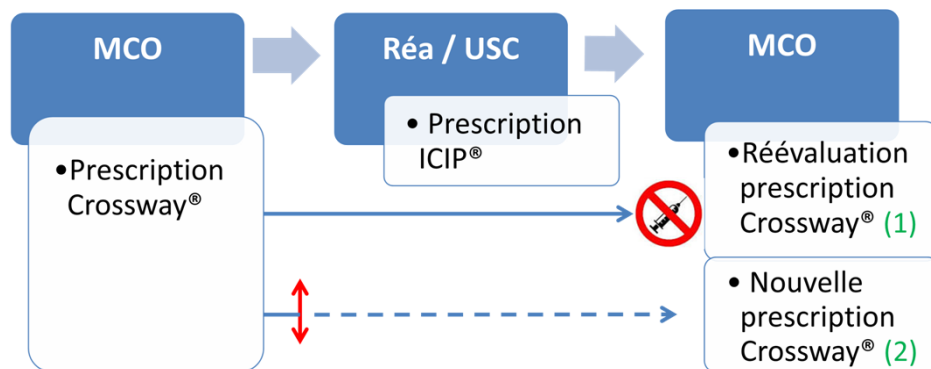 MCO
Réa / USC
MCO
•Prescription
Crossway®
• Prescription
ICIP®
•Réévaluation
prescription
Crossway® (1)
• Nouvelle
prescription
Crossway® (2)